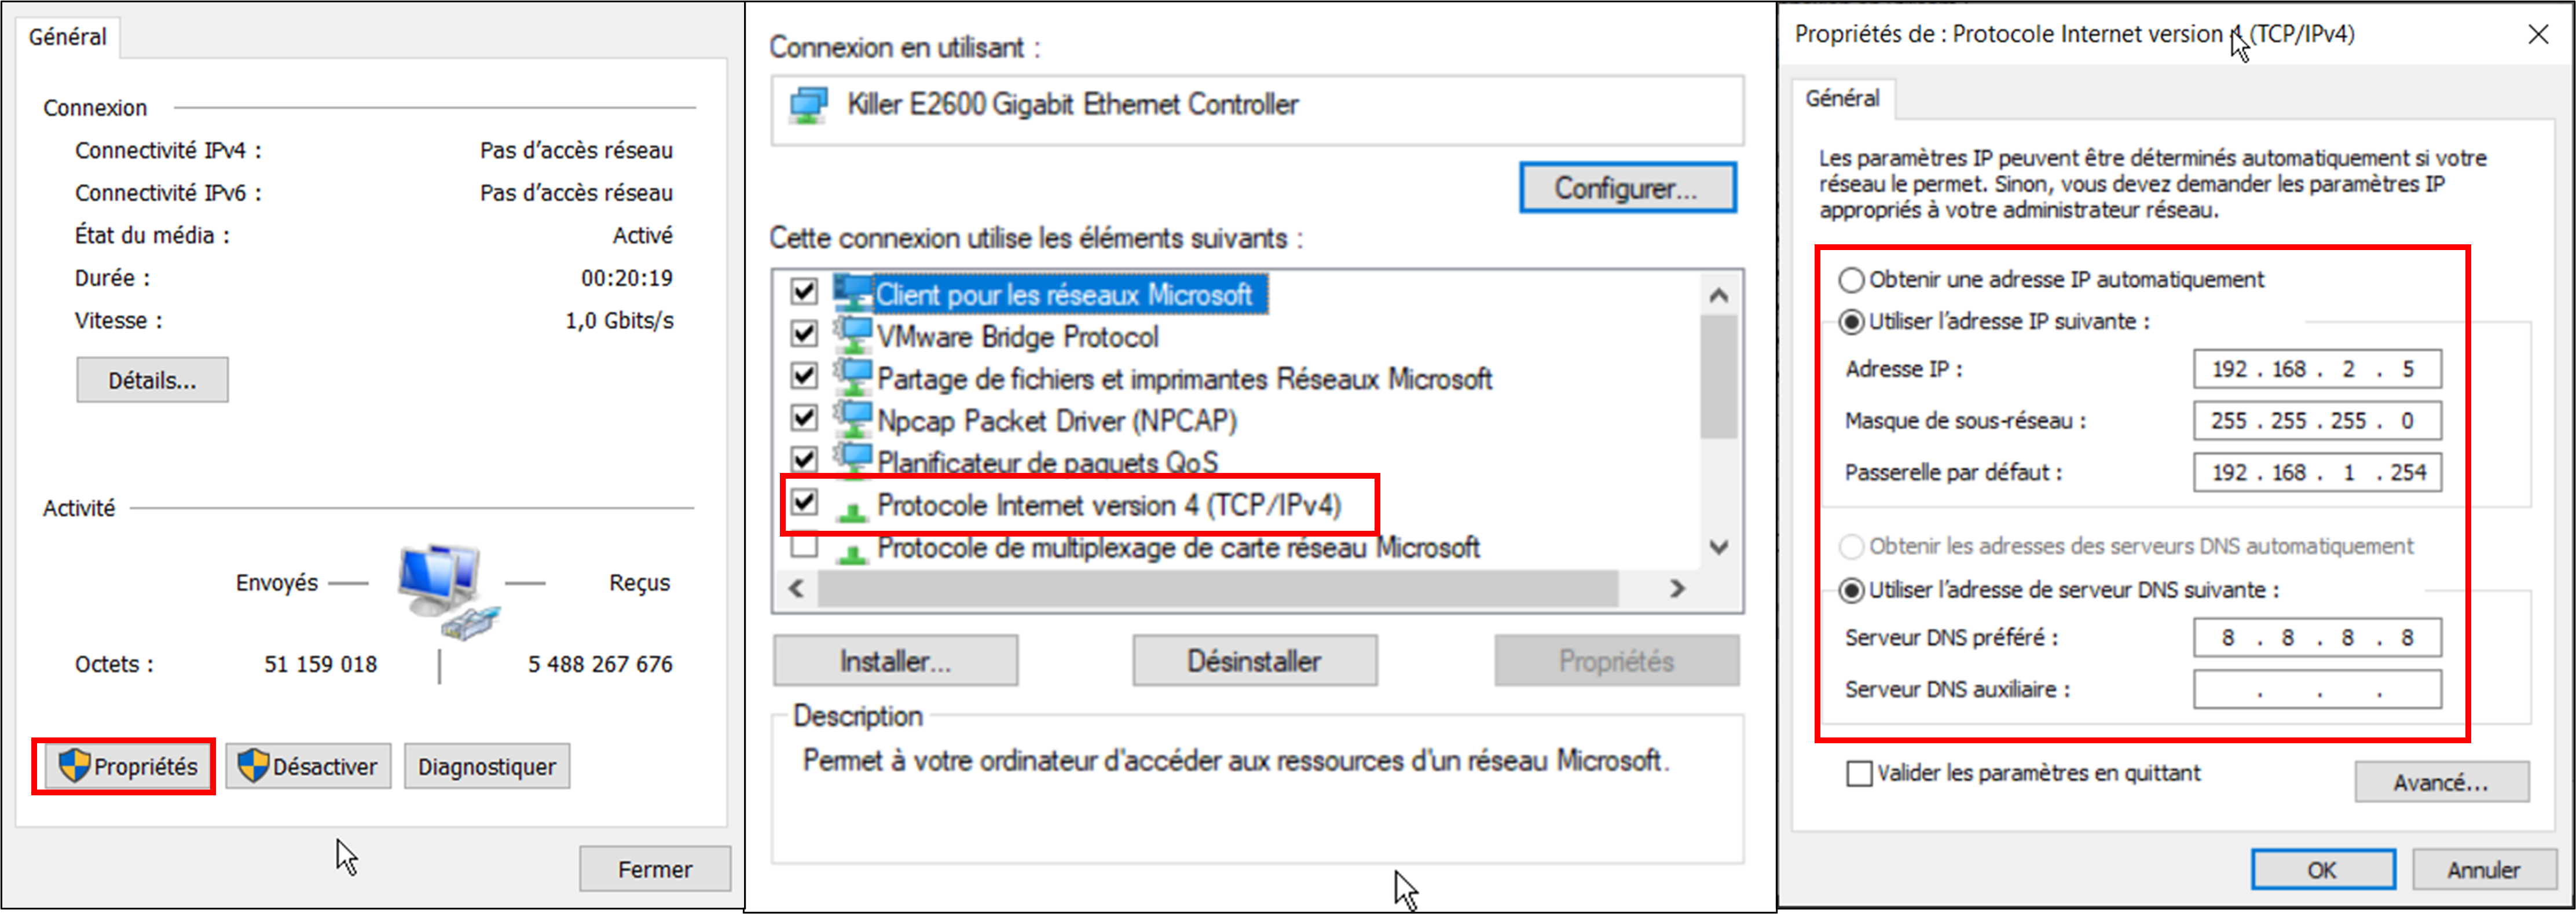 Général
Connexion
Connectivité IPv4 : Pas d'accès réseau
Connectivité IPv6 : Pas d'accès réseau
État du média : Activé
Durée : 00:20:19
Vitesse : 1,0 Gbits/s
Détails...
Activité
Envoyés Reçus
Octets : 51 159 018 5 488 267 676
Propriétés Désactiver Diagnostiquer
Fermer
Connexion en utilisant :
Killer E2600 Gigabit Ethernet Controller
Configurer...
Cette connexion utilise les éléments suivants :
Client pour les réseaux Microsoft
VMware Bridge Protocol
Partage de fichiers et imprimantes Réseaux Microsoft
Npcap Packet Driver (NPCAP)
Planificateur de paquets QoS
Protocole Internet version 4 (TCP/IPv4)
Protocole de multiplexage de carte réseau Microsoft
Installer... Désinstaller Propriétés
Description
Permet à votre ordinateur d'accéder aux ressources d'un réseau Microsoft.
Propriétés de : Protocole Internet version 4 (TCP/IPv4)
Général
Les paramètres IP peuvent être déterminés automatiquement si votre
réseau le permet. Sinon, vous devez demander les paramètres IP
appropriés à votre administrateur réseau.
Obtenir une adresse IP automatiquement
Utiliser l'adresse IP suivante :
Adresse IP : 192 . 168 . 2 . 5
Masque de sous-réseau : 255 . 255 . 255 . 0
Passerelle par défaut : 192 . 168 . 1 . 254
Obtenir les adresses des serveurs DNS automatiquement
Utiliser l'adresse de serveur DNS suivante :
Serveur DNS préféré : 8 . 8 . 8 . 8
Serveur DNS auxiliaire : . . .
Valider les paramètres en quittant
Avancé...
OK Annuler